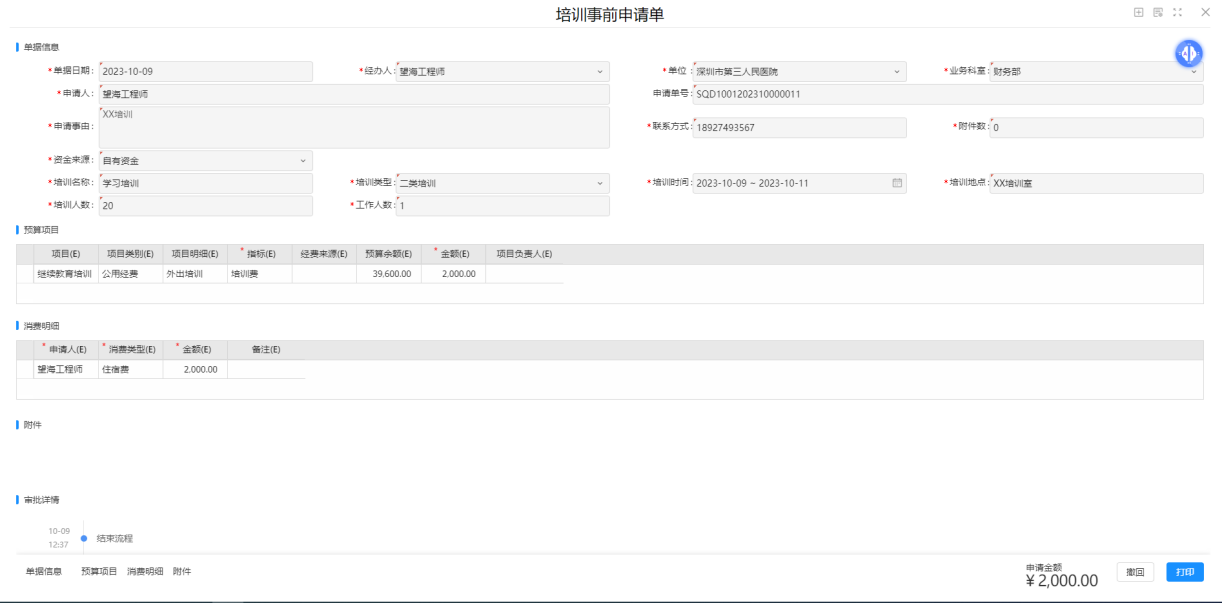 培训事前申请单
单据信息
*单据日期： 2023-10-09 *经办人： 望海工程师 *单位： 深圳市第三人民医院 *业务科室： 财务部
*申请人： 望海工程师 申请单号： SQD1001202310000011
*申请事由： XX培训 *联系方式： 18927493567 *附件数： 0
*资金来源： 自有资金
*培训名称： 学习培训 *培训类型： 二类培训 *培训时间： 2023-10-09 ~ 2023-10-11 *培训地点： XX培训室
*培训人数： 20 *工作人数： 1
预算项目
项目(E) 项目类别(E) 项目明细(E) *指标(E) 经费来源(E) 预算余额(E) *金额(E) 项目负责人(E)
继续教育培训 公用经费 外出培训 培训费 39,600.00 2,000.00
消费明细
*申请人(E) *消费类型(E) *金额(E) 备注(E)
望海工程师 住宿费 2,000.00
附件
审批详情
10-09
12:37 结束流程
单据信息 预算项目 消费明细 附件 申请金额 撤回 打印
¥2,000.00